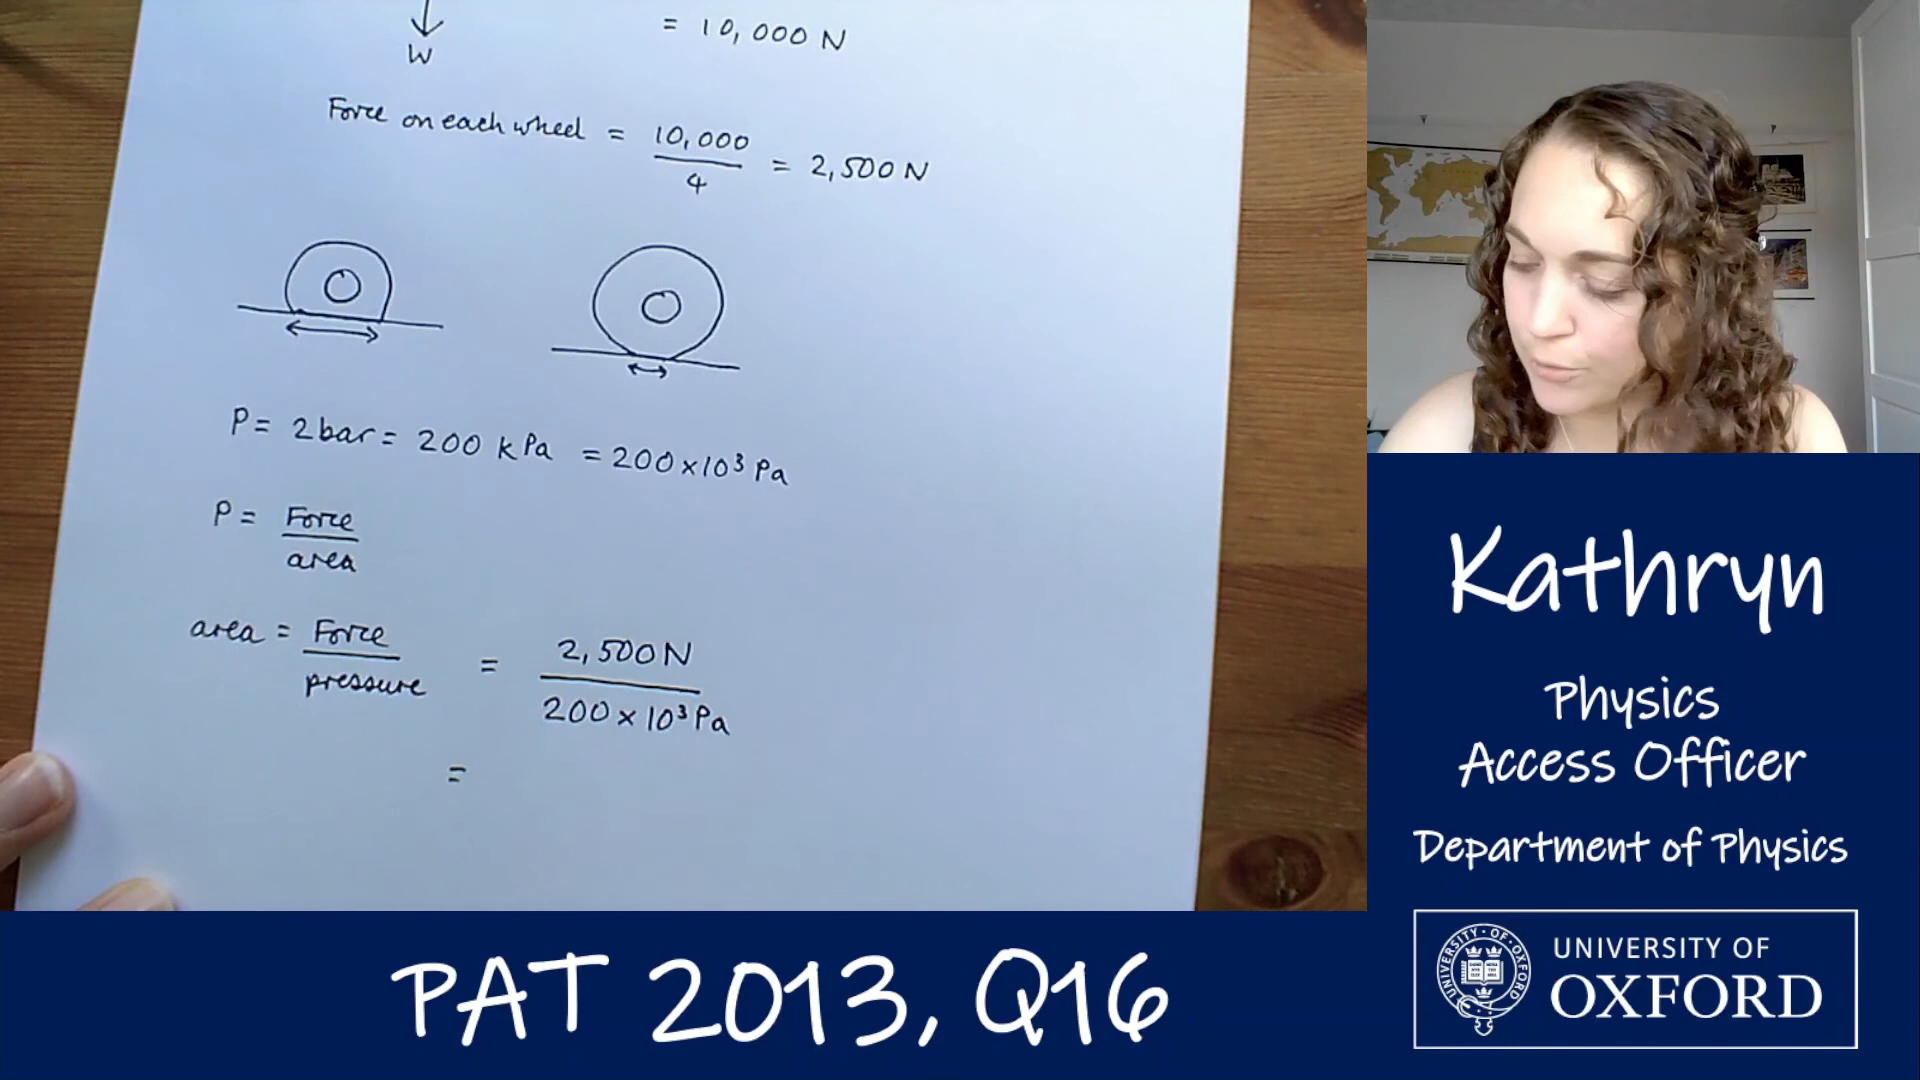 W
= 10,000 N
Force on each wheel = 10,000 / 4 = 2,500 N
P = 2 bar = 200 kPa = 200 × 10³ Pa
P = Force / area
area = Force / pressure = 2,500 N / 200 × 10³ Pa
=
Kathryn
Physics
Access Officer
Department of Physics
UNIVERSITY OF
OXFORD
PAT 2013, Q16